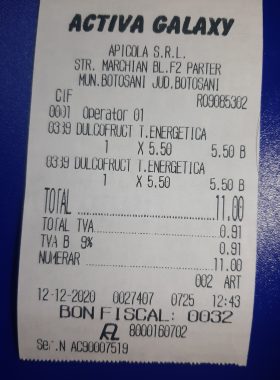 ACTIVA GALAXY
APICOLA S.R.L.
STR. MARCHIAN BL.F2 PARTER
MUN.BOTOSANI JUD.BOTOSANI
CIF RO9085302
0001 Operator 01
0339 DULCOFRUCT T.ENERGETICA
1 X 5.50 5.50 B
0339 DULCOFRUCT T.ENERGETICA
1 X 5.50 5.50 B
TOTAL 11.00
TOTAL TVA 0.91
TVA B 9% 0.91
NUMERAR 11.00
002 ART
12-12-2020 0027407 0725 12:43
BON FISCAL: 0032
8000160702
Ser.N AC90007519